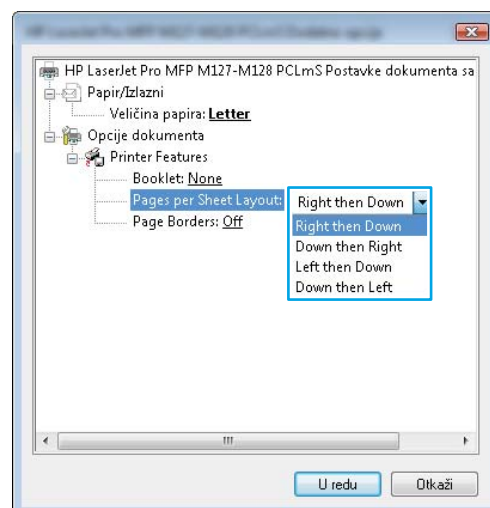 HP LaserJet Pro MFP M127-M128 PCLmS Postavke dokumenta sa
Papir/Izlazni
Veličina papira: Letter
Opcije dokumenta
Printer Features
Booklet: None
Pages per Sheet Layout: Right then Down
Right then Down
Page Borders: Off
Down then Right
Left then Down
Down then Left
U redu Otkaži